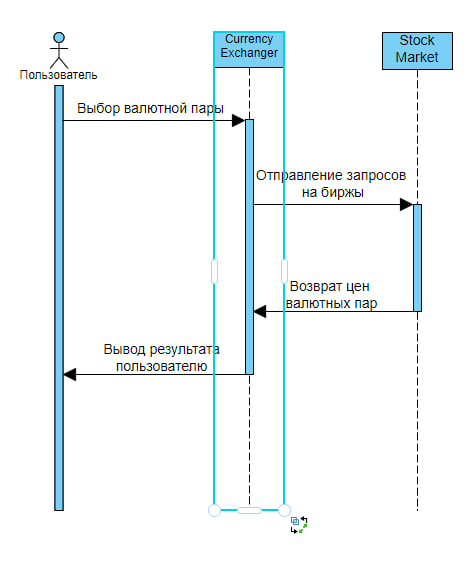 Currency
Exchanger
Stock
Market
Пользователь
Выбор валютной пары
Отправление запросов
на биржы
Возврат цен
валютных пар
Вывод результата
пользователю